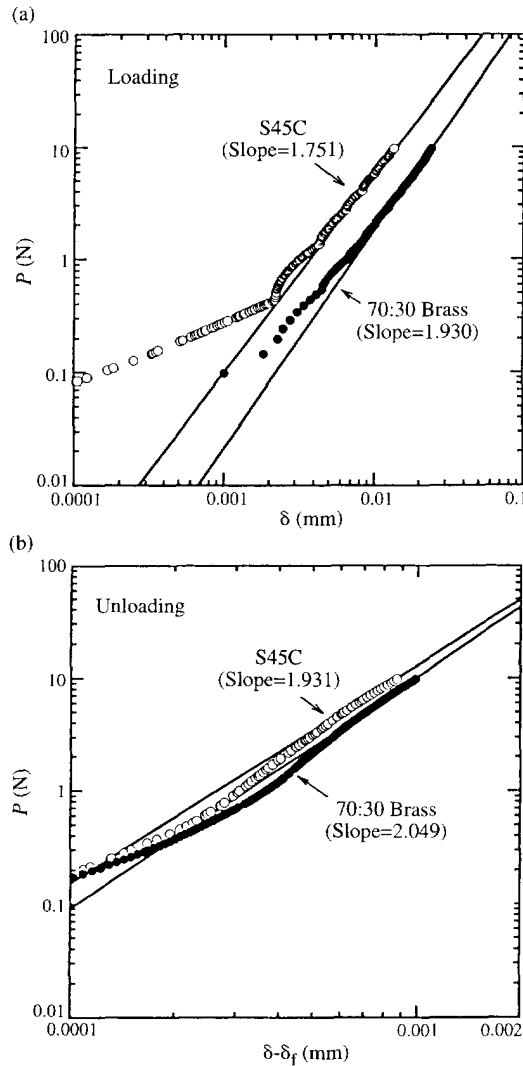 (a)
100
Loading
S45C
(Slope=1.751)
10
P (N)
1
70:30 Brass
(Slope=1.930)
0.1
0.01
0.0001
0.001
0.01
0.1
δ (mm)
(b)
100
Unloading
S45C
(Slope=1.931)
10
P (N)
1
70:30 Brass
(Slope=2.049)
0.1
0.01
0.0001
0.001
0.002
δ-δf (mm)